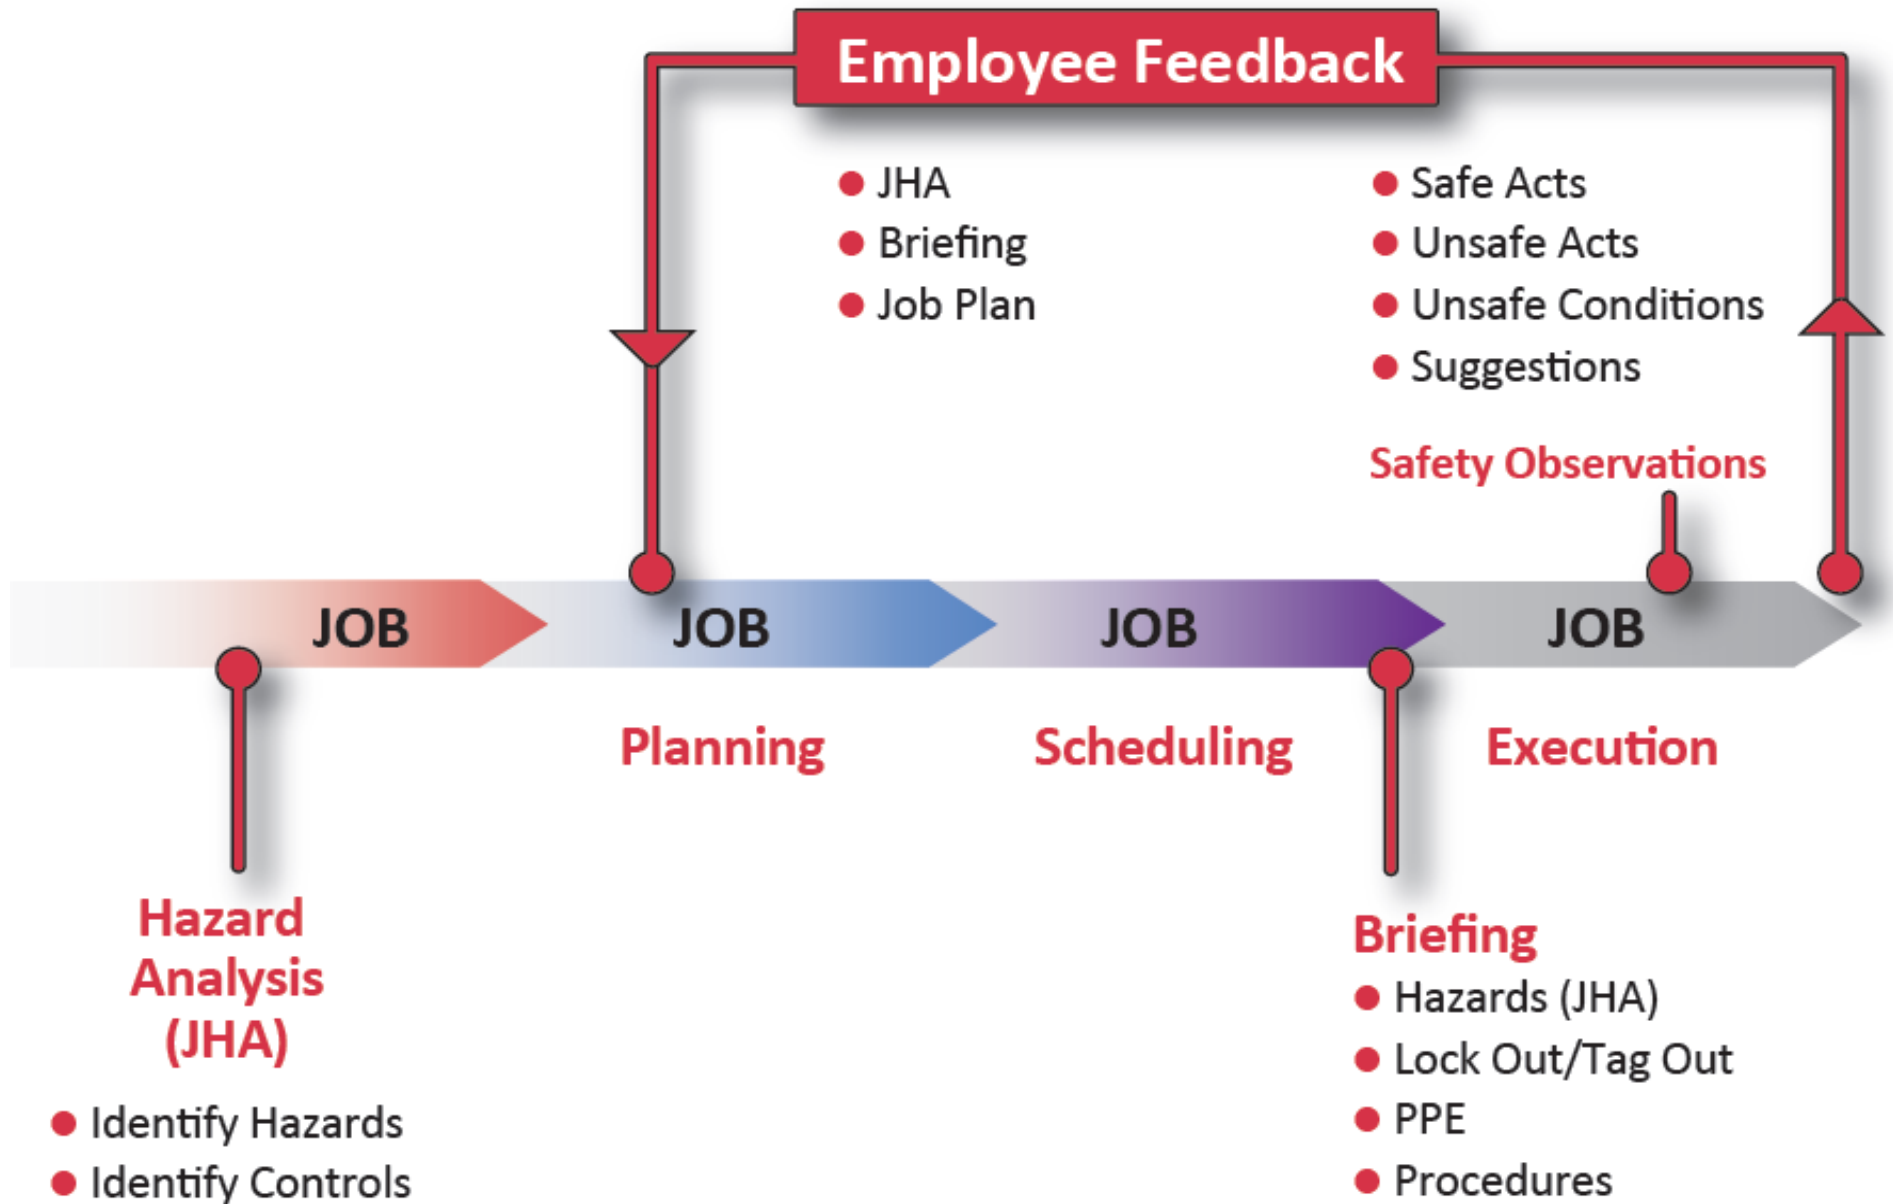 Employee Feedback
JHA
Briefing
Job Plan
Safe Acts
Unsafe Acts
Unsafe Conditions
Suggestions
Safety Observations
JOB
JOB
JOB
JOB
Planning
Scheduling
Execution
Hazard
Analysis
(JHA)
Identify Hazards
Identify Controls
Briefing
Hazards (JHA)
Lock Out/Tag Out
PPE
Procedures